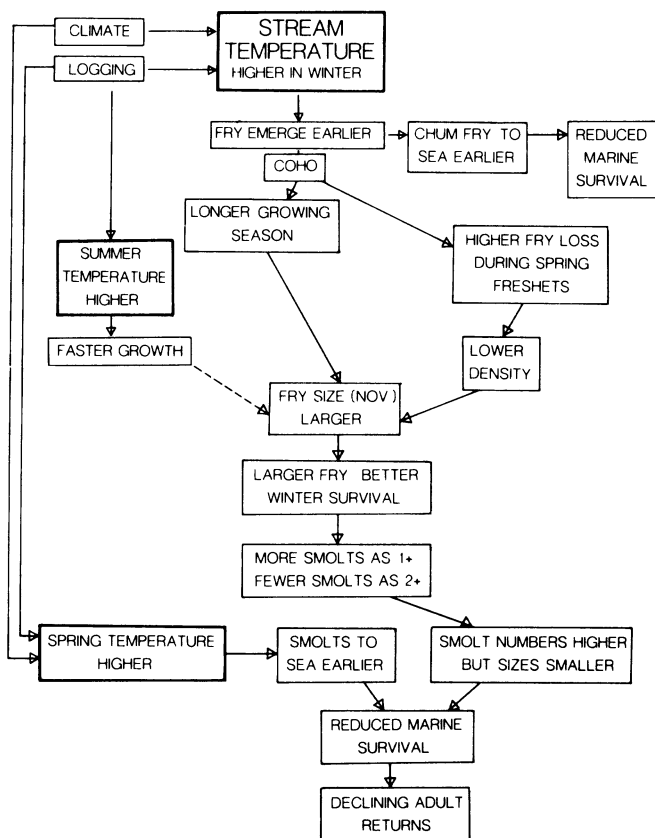 CLIMATE
STREAM
TEMPERATURE
HIGHER IN WINTER
LOGGING
FRY EMERGE EARLIER
CHUM FRY TO
SEA EARLIER
REDUCED
MARINE
SURVIVAL
COHO
LONGER GROWING
SEASON
HIGHER FRY LOSS
DURING SPRING
FRESHETS
SUMMER
TEMPERATURE
HIGHER
FASTER GROWTH
LOWER
DENSITY
FRY SIZE (NOV)
LARGER
LARGER FRY BETTER
WINTER SURVIVAL
MORE SMOLTS AS 1+
FEWER SMOLTS AS 2+
SPRING TEMPERATURE
HIGHER
SMOLTS TO
SEA EARLIER
SMOLT NUMBERS HIGHER
BUT SIZES SMALLER
REDUCED MARINE
SURVIVAL
DECLINING ADULT
RETURNS